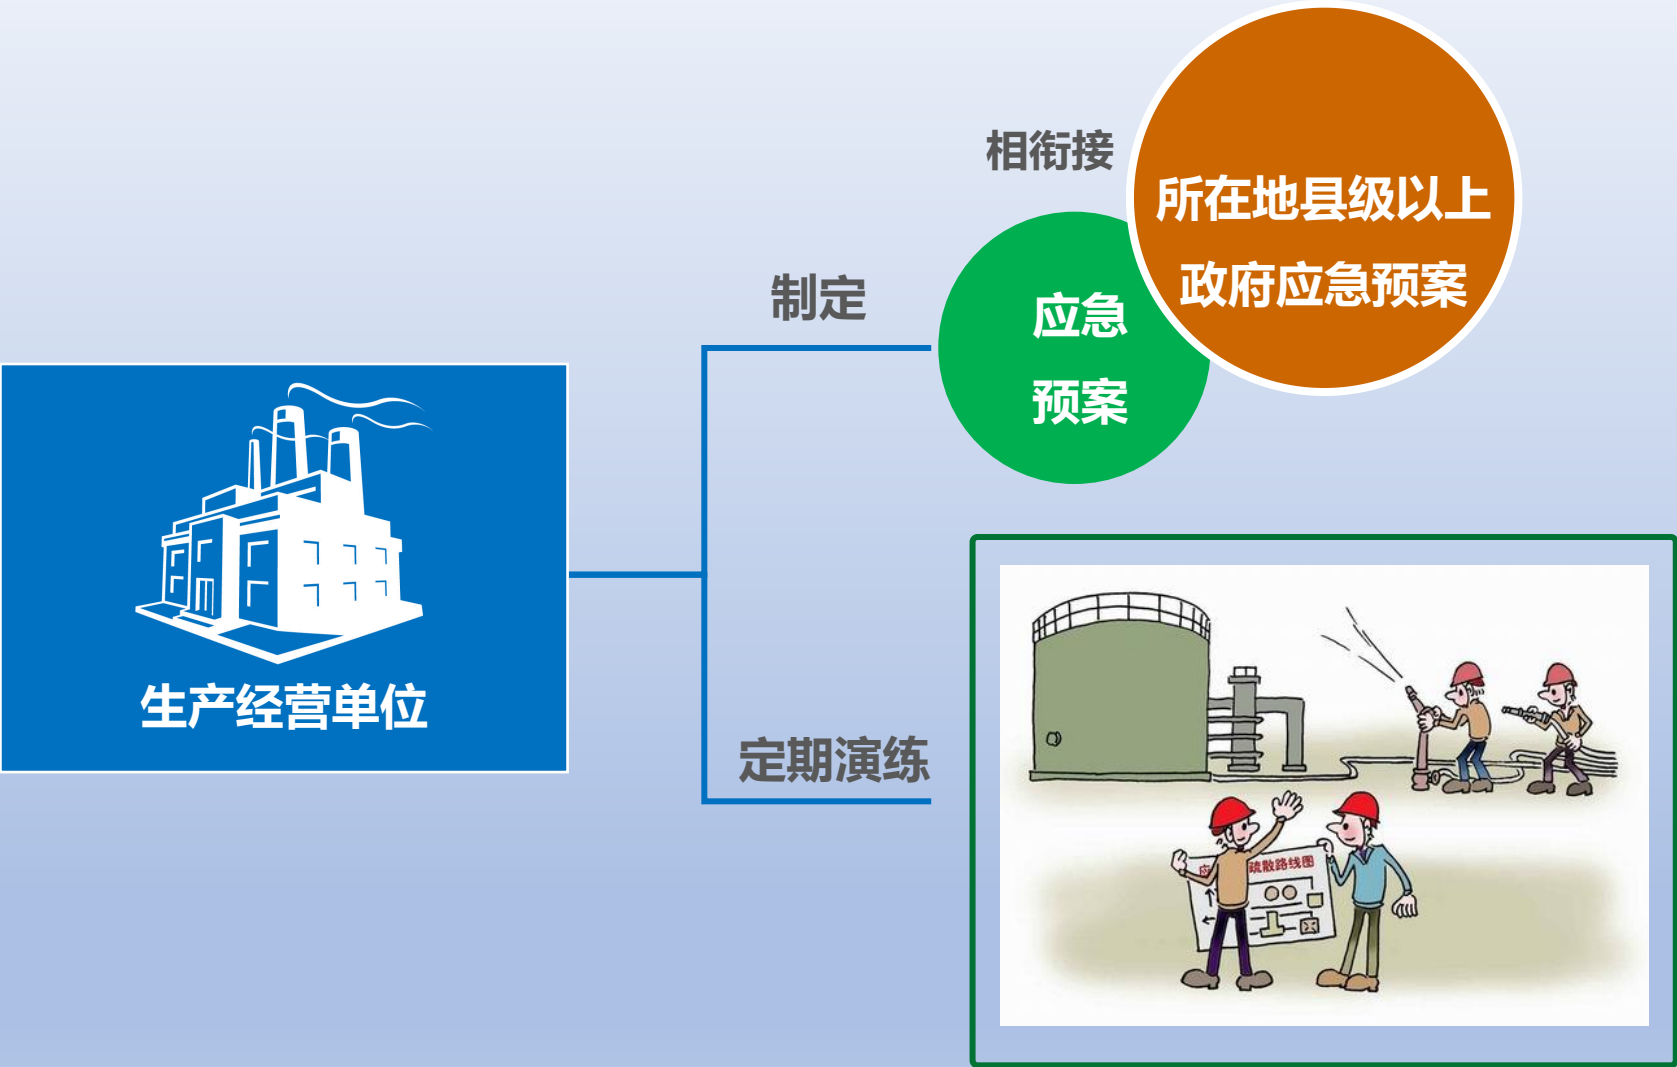 相衔接
所在地县级以上
政府应急预案
制定
应急
预案
生产经营单位
定期演练
应 疏散路线图